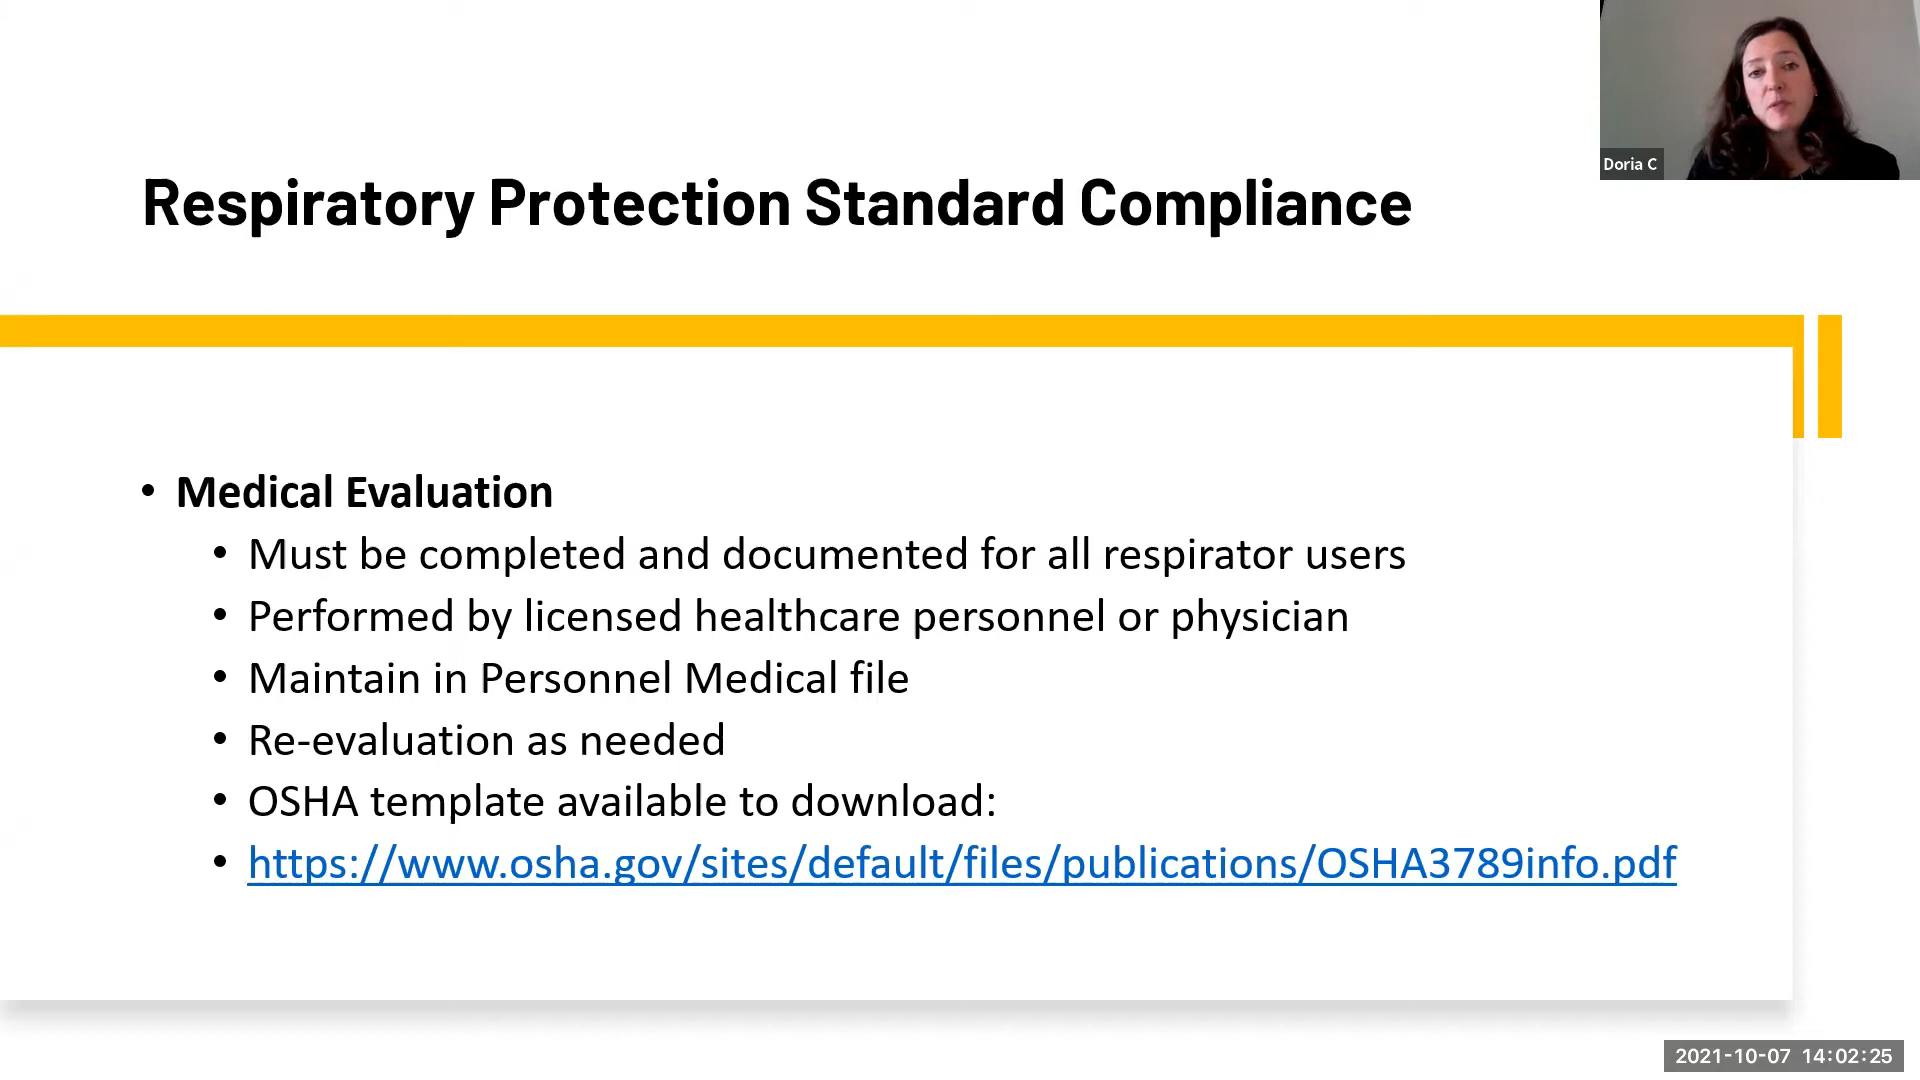 Doria C
Respiratory Protection Standard Compliance
• Medical Evaluation
• Must be completed and documented for all respirator users
• Performed by licensed healthcare personnel or physician
• Maintain in Personnel Medical file
• Re-evaluation as needed
• OSHA template available to download:
• https://www.osha.gov/sites/default/files/publications/OSHA3789info.pdf
2021-10-07 14:02:25